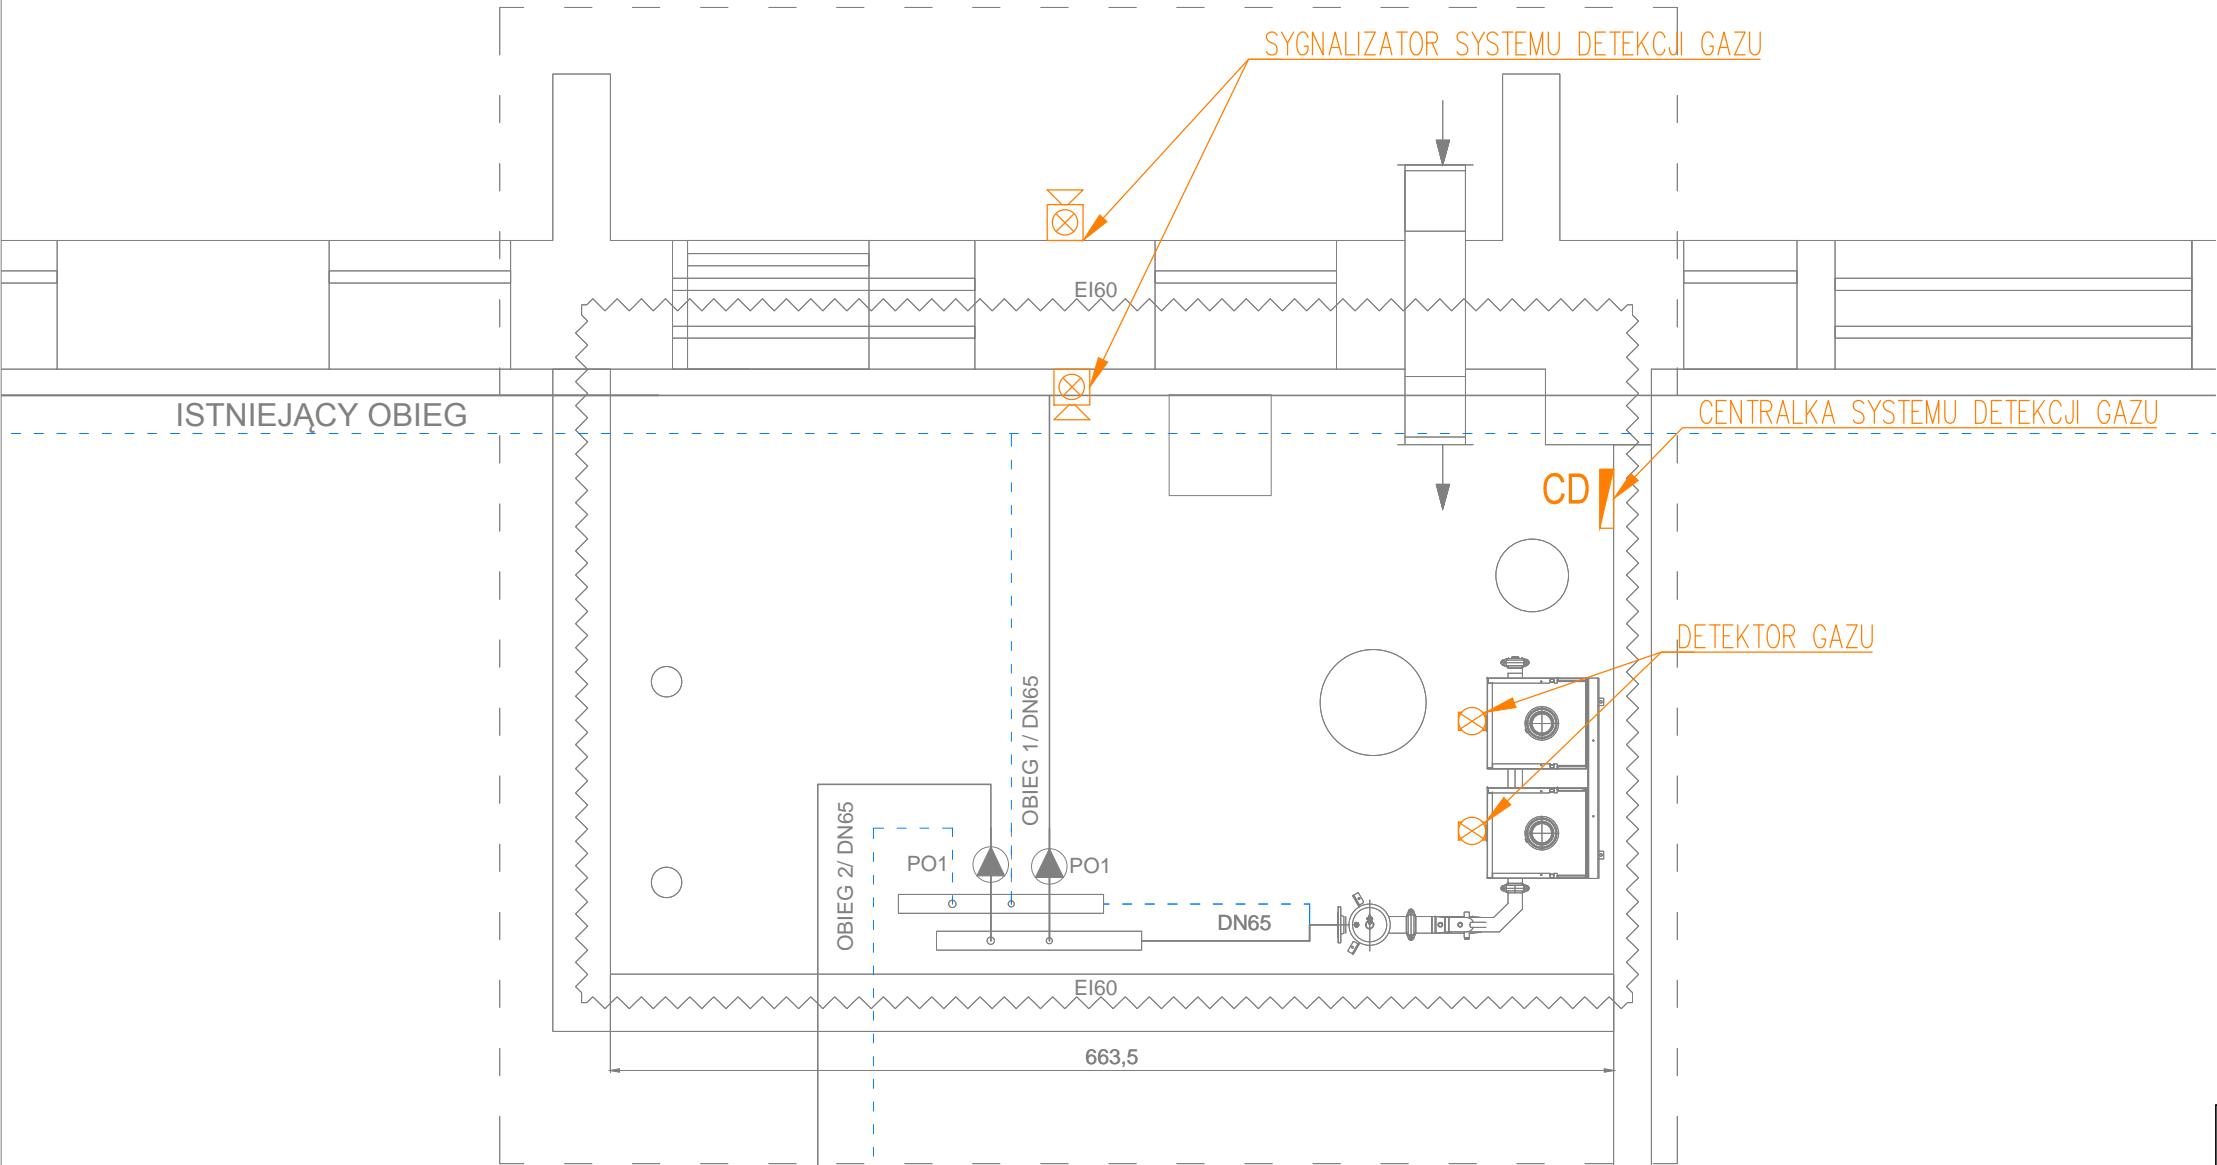 SYGNALIZATOR SYSTEMU DETEKCJI GAZU
EI60
ISTNIEJĄCY OBIEG
CENTRALKA SYSTEMU DETEKCJI GAZU
CD
DETEKTOR GAZU
OBIEG 1/ DN65
OBIEG 2/ DN65
PO1
PO1
DN65
EI60
663,5